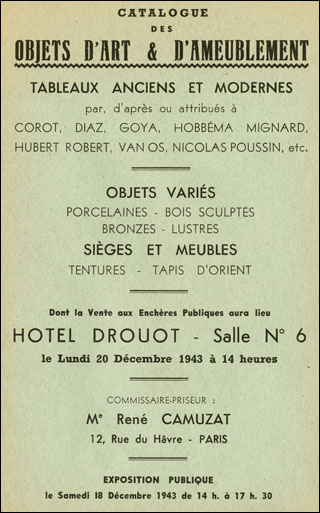 CATALOGUE
DES
OBJETS D'ART & D'AMEUBLEMENT
TABLEAUX ANCIENS ET MODERNES
par, d'après ou attribués à
COROT, DIAZ, GOYA, HOBBÉMA MIGNARD,
HUBERT ROBERT, VAN OS, NICOLAS POUSSIN, etc.
OBJETS VARIÉS
PORCELAINES - BOIS SCULPTÉS
BRONZES - LUSTRES
SIÈGES ET MEUBLES
TENTURES - TAPIS D'ORIENT
Dont la Vente aux Enchères Publiques aura lieu
HOTEL DROUOT - Salle N° 6
le Lundi 20 Décembre 1943 à 14 heures
COMMISSAIRE-PRISEUR :
Me René CAMUZAT
12, Rue du Hâvre - PARIS
EXPOSITION PUBLIQUE
le Samedi 18 Décembre 1943 de 14 h. à 17 h. 30